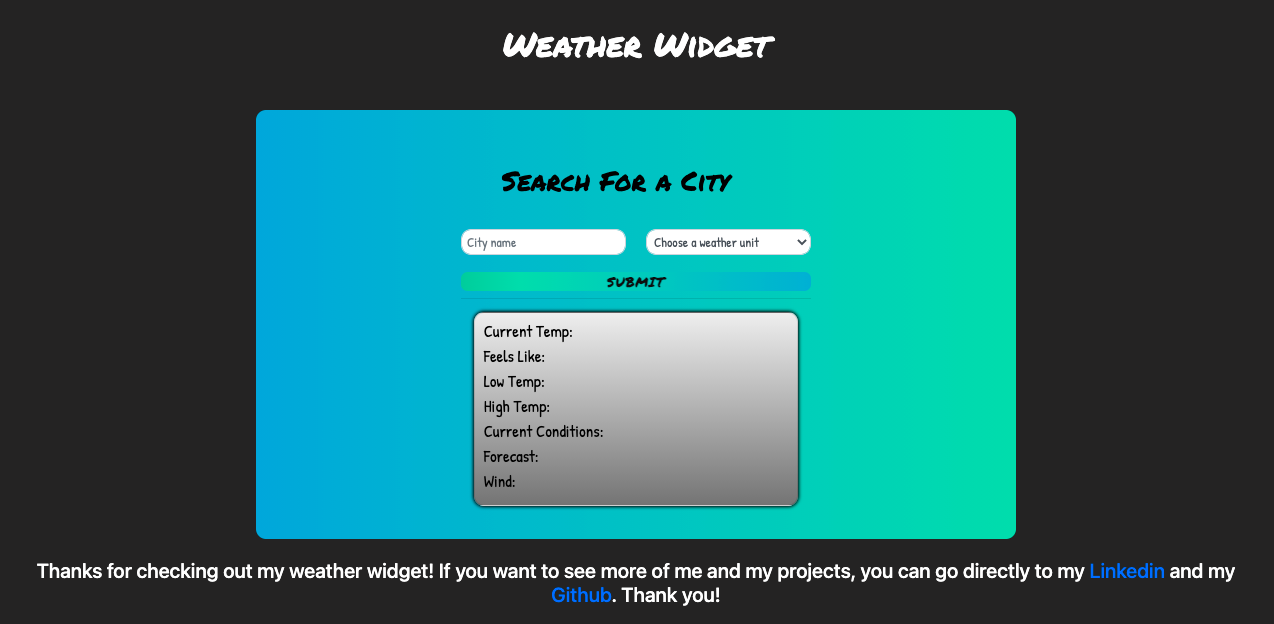 Weather Widget
Search For a City
City name
Choose a weather unit
SUBMIT
Current Temp:
Feels Like:
Low Temp:
High Temp:
Current Conditions:
Forecast:
Wind:
Thanks for checking out my weather widget! If you want to see more of me and my projects, you can go directly to my Linkedin and my
Github. Thank you!